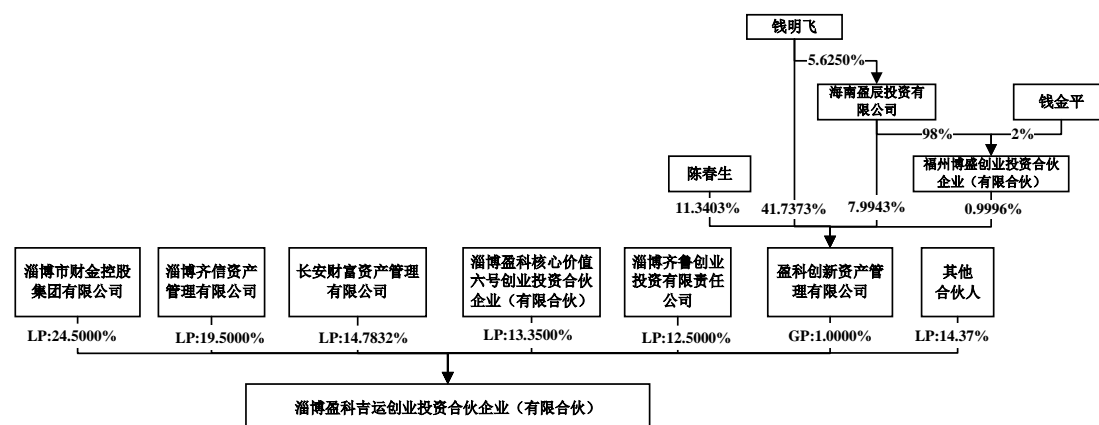 钱明飞
5.6250%
海南盈辰投资有
限公司
钱金平
98%
2%
陈春生
福州博盛创业投资合伙
企业（有限合伙）
11.3403%
41.7373%
7.9943%
0.9996%
淄博市财金控股
集团有限公司
淄博齐信资产
管理有限公司
长安财富资产管理
有限公司
淄博盈科核心价值
六号创业投资合伙
企业（有限合伙）
淄博齐鲁创业
投资有限责任
公司
盈科创新资产管
理有限公司
其他
合伙人
LP:24.5000%
LP:19.5000%
LP:14.7832%
LP:13.3500%
LP:12.5000%
GP:1.0000%
LP:14.37%
淄博盈科吉运创业投资合伙企业（有限合伙）